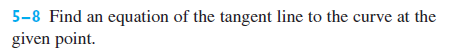 5–8 Find an equation of the tangent line to the curve at the
given point.